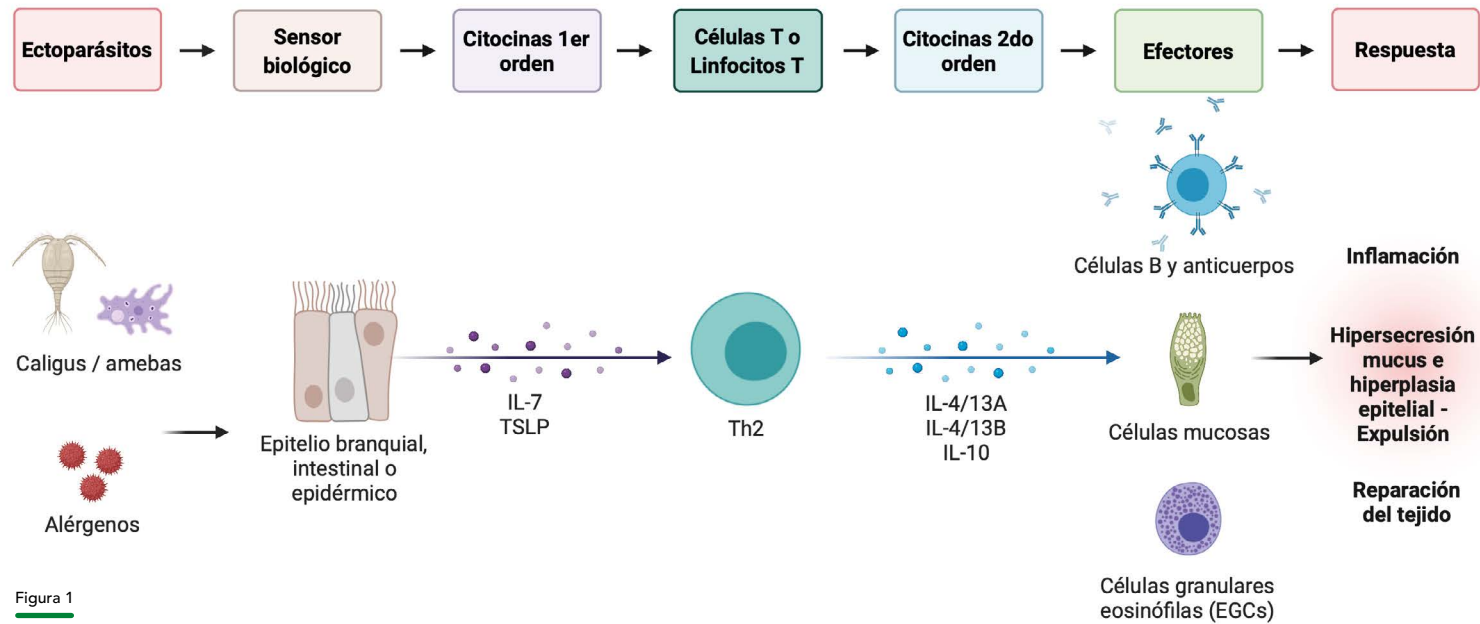 Ectoparásitos
Sensor
biológico
Citocinas 1er
orden
Células T o
Linfocitos T
Citocinas 2do
orden
Efectores
Respuesta
Caligus / amebas
Alérgenos
Epitelio branquial,
intestinal o
epidérmico
IL-7
TSLP
Th2
IL-4/13A
IL-4/13B
IL-10
Células B y anticuerpos
Células mucosas
Células granulares
eosinófilas (EGCs)
Inflamación
Hipersecresión
mucus e
hiperplasia
epitelial -
Expulsión
Reparación
del tejido
Figura 1